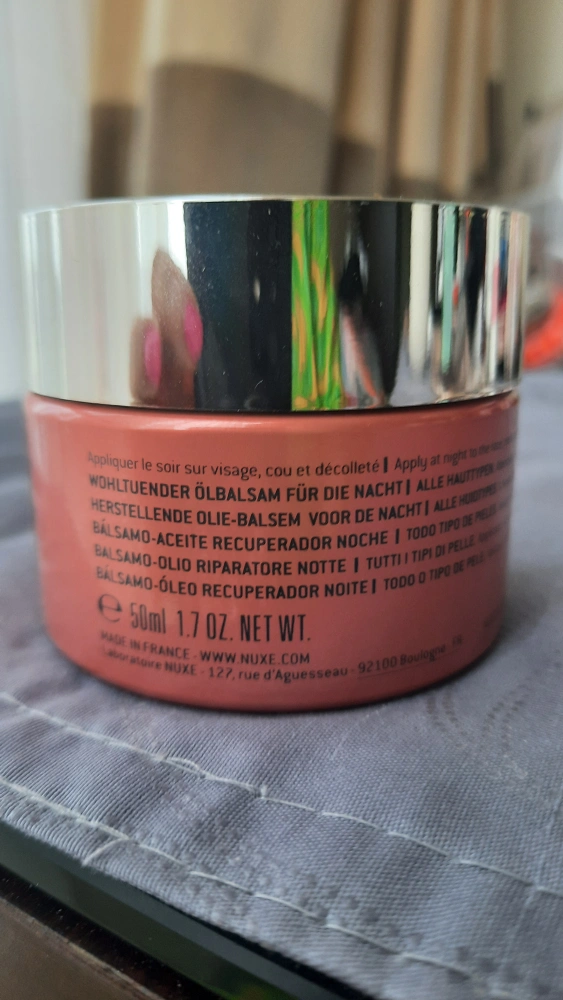 Appliquer le soir sur visage, cou et décolleté | Apply at night to the face
WOHLTUENDER ÖLBALSAM FÜR DIE NACHT | ALLE HAUTTYPEN
HERSTELLENDE OLIE-BALSEM VOOR DE NACHT | ALLE HUIDTYPES
BÁLSAMO-ACEITE RECUPERADOR NOCHE | TODO TIPO DE PIELES
BALSAMO-OLIO RIPARATORE NOTTE | TUTTI I TIPI DI PELLE
BÁLSAMO-ÓLEO RECUPERADOR NOITE | TODO O TIPO DE PELE
℮ 50ml 1.7 OZ. NET WT.
MADE IN FRANCE - WWW.NUXE.COM
Laboratoire NUXE - 127, rue d'Aguesseau - 92100 Boulogne